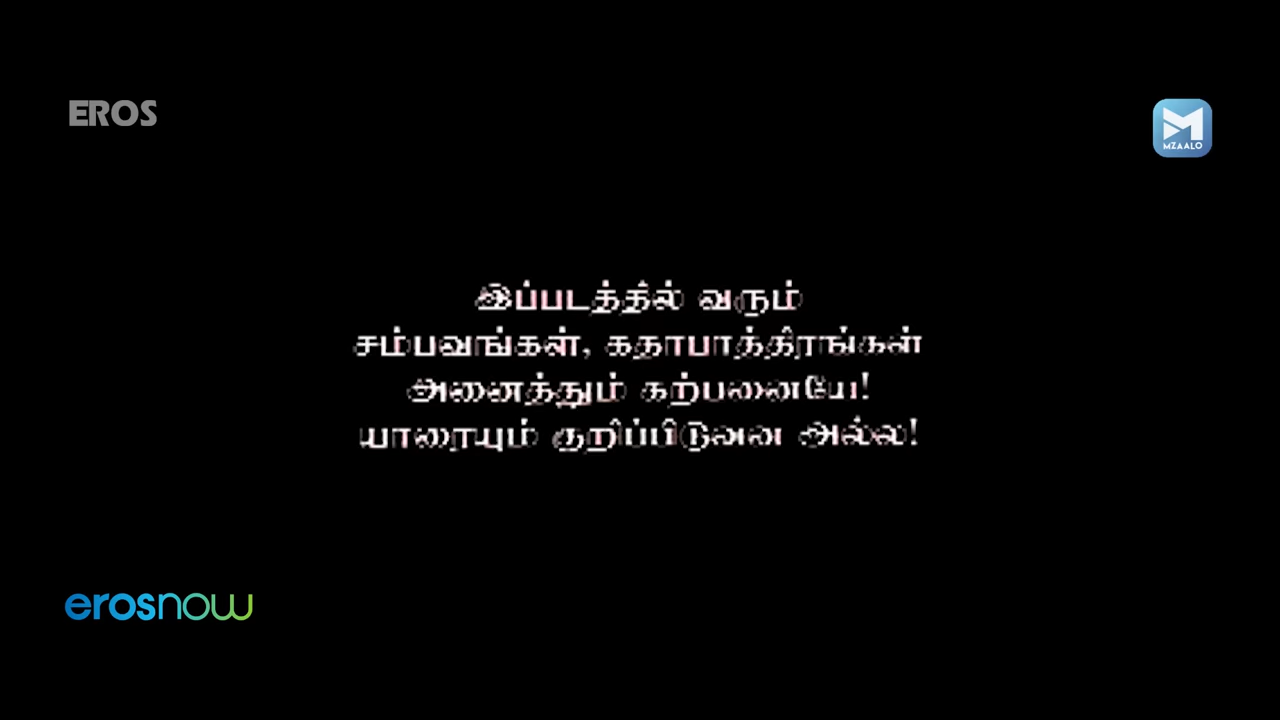 EROS
MZAALO
இப்படத்தில் வரும்
சம்பவங்கள், கதாபாத்திரங்கள்
அனைத்தும் கற்பனையே!
யாரையும் குறிப்பிடுவன அல்ல!
erosnow